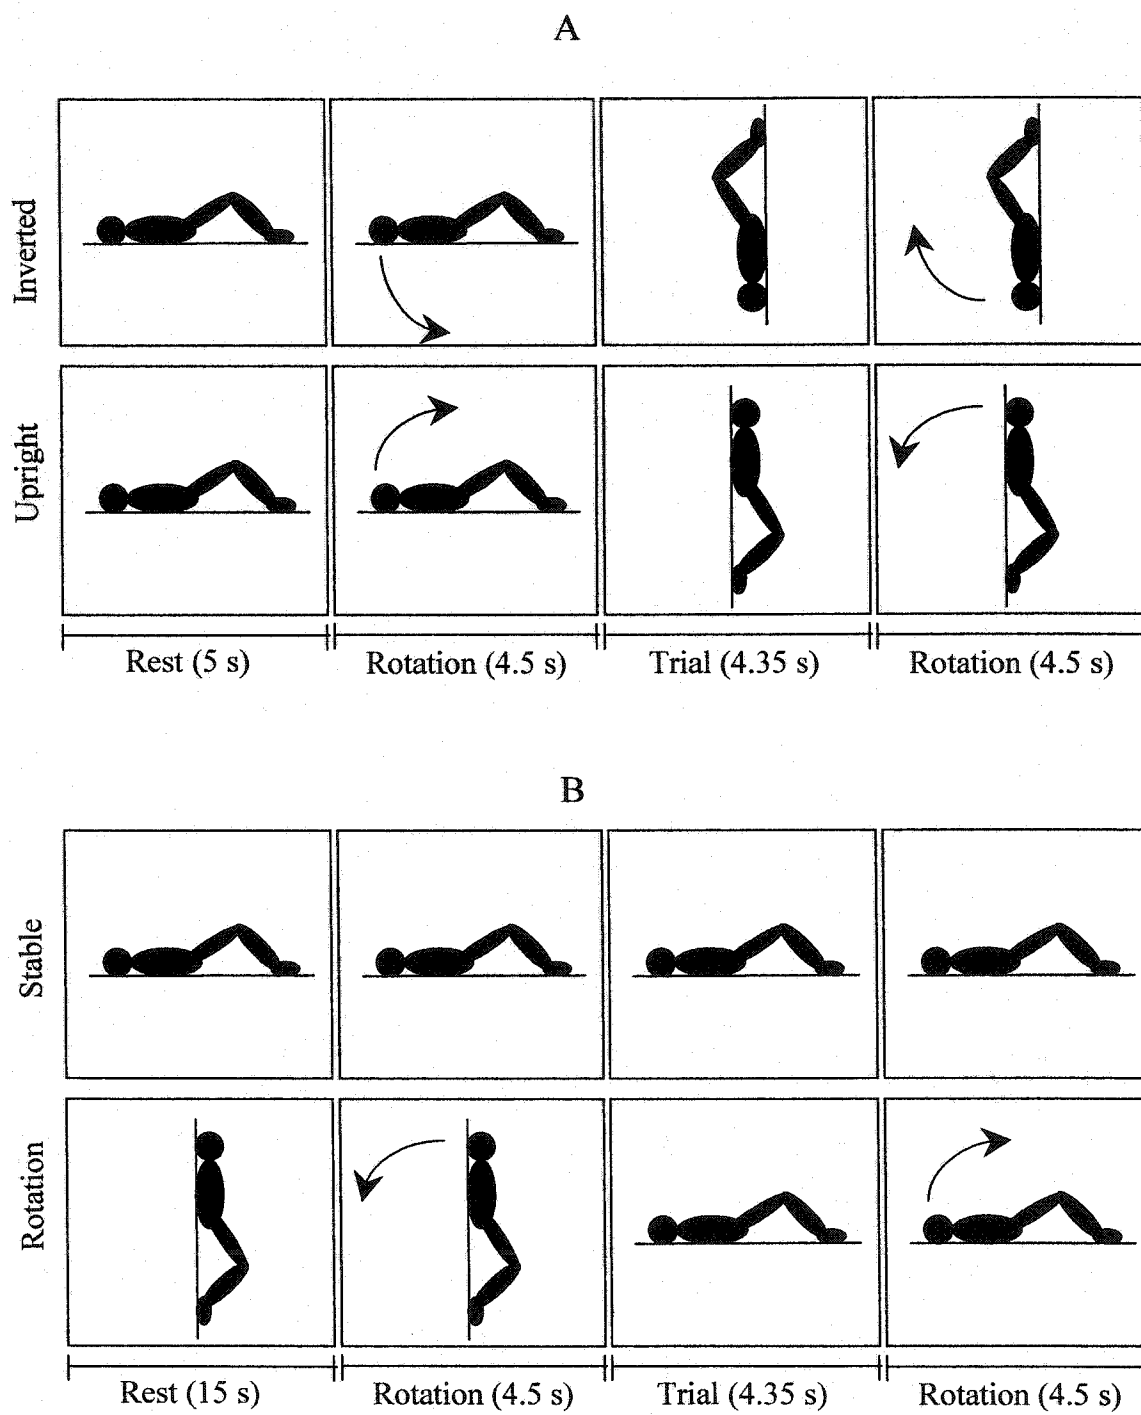 A
Inverted
Upright
Rest (5 s) Rotation (4.5 s) Trial (4.35 s) Rotation (4.5 s)
B
Stable
Rotation
Rest (15 s) Rotation (4.5 s) Trial (4.35 s) Rotation (4.5 s)